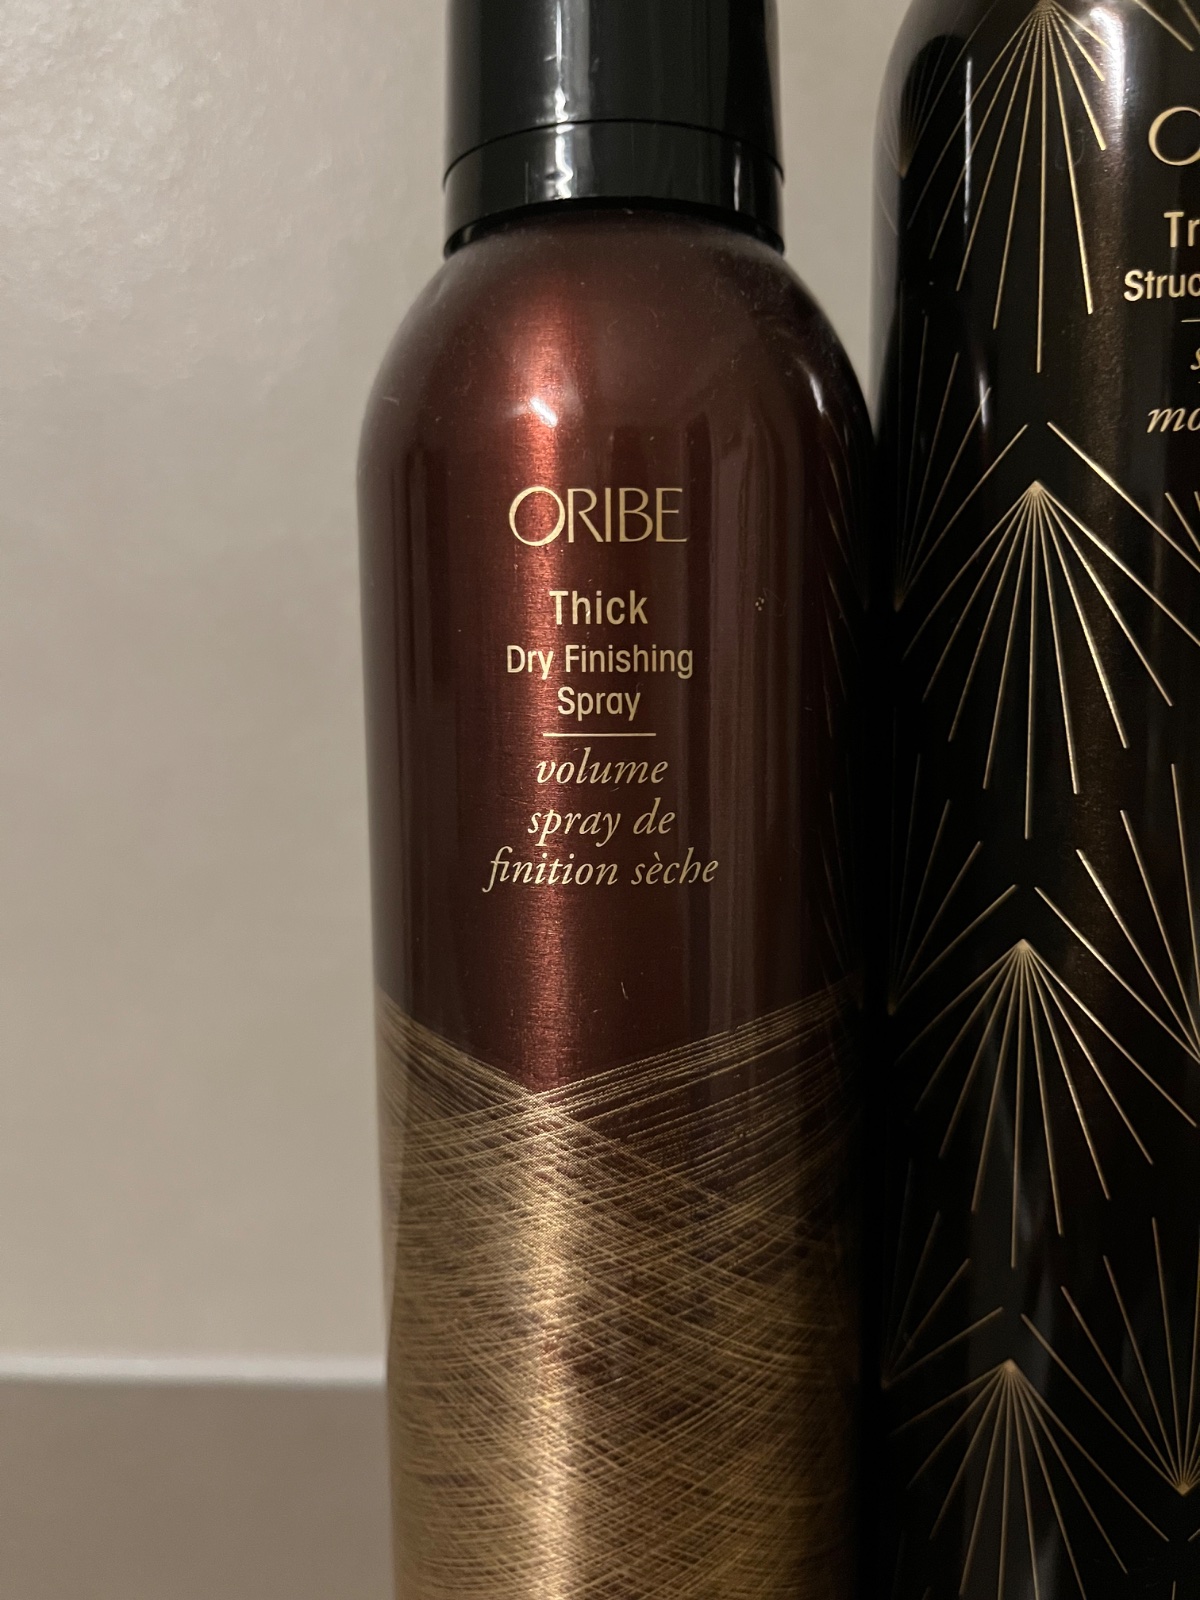 ORIBE
Thick
Dry Finishing
Spray
volume
spray de
finition sèche